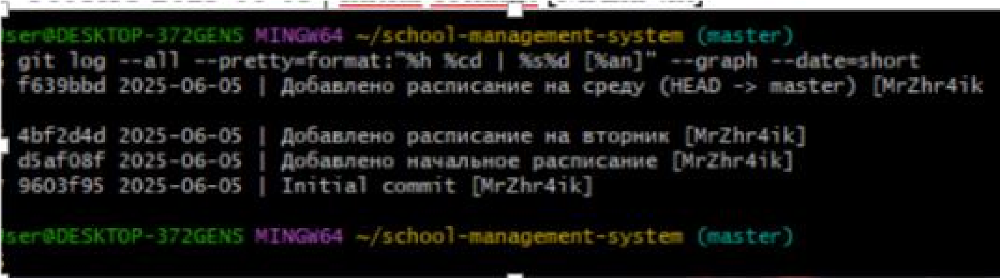 ser@DESKTOP-372GENS MINGW64 ~/school-management-system (master)
git log --all --pretty=format:"%h %cd | %s%d [%an]" --graph --date=short
f639bbd 2025-06-05 | Добавлено расписание на среду (HEAD -> master) [MrZhr4ik
4bf2d4d 2025-06-05 | Добавлено расписание на вторник [MrZhr4ik]
d5af08f 2025-06-05 | Добавлено начальное расписание [MrZhr4ik]
9603f95 2025-06-05 | Initial commit [MrZhr4ik]
ser@DESKTOP-372GENS MINGW64 ~/school-management-system (master)